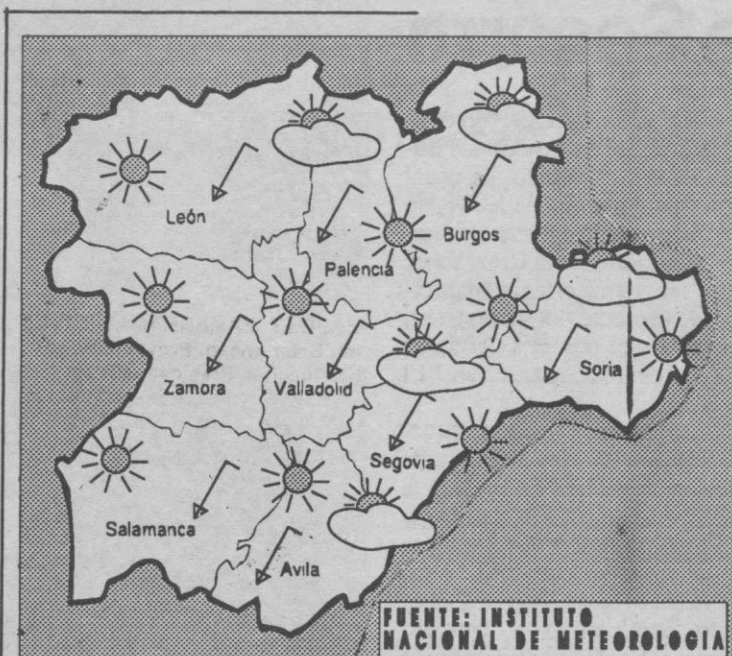 León
Burgos
Palencia
Soria
Zamora
Valladolid
Segovia
Salamanca
Avila
FUENTE: INSTITUTO
NACIONAL DE METEOROLOGIA